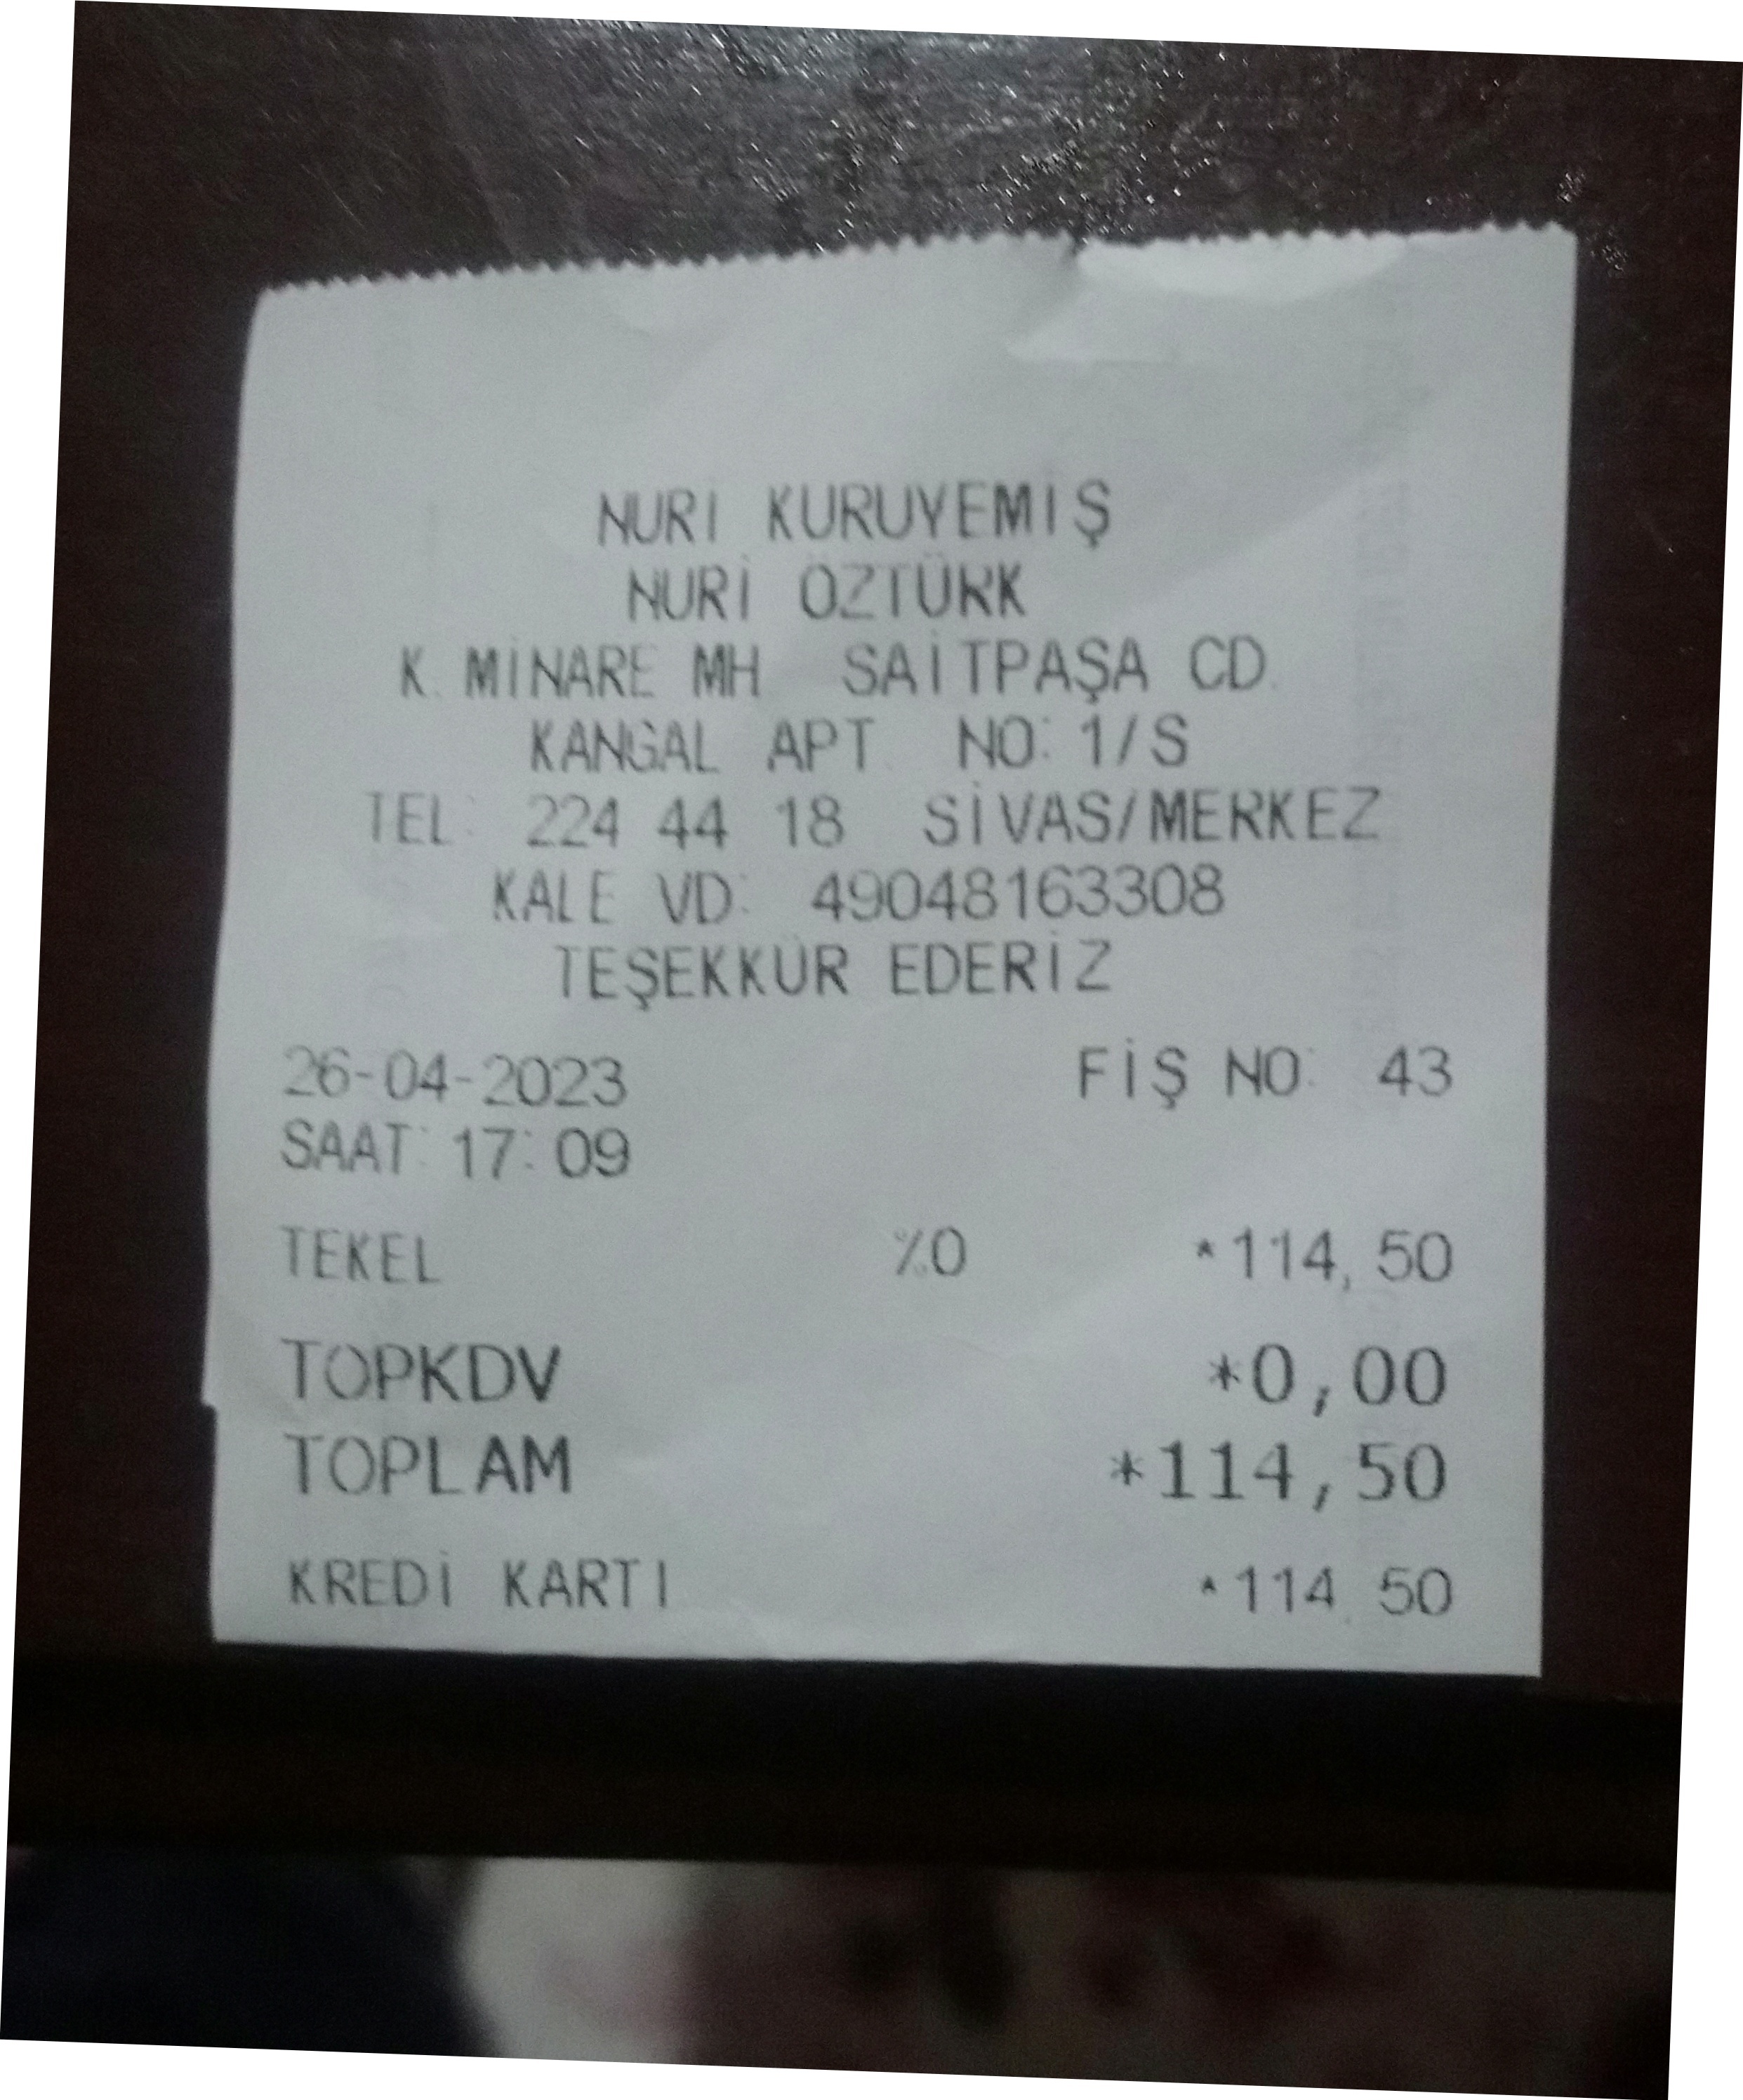 NURİ KURUYEMİŞ
NURİ ÖZTÜRK
K. MİNARE MH. SAİTPAŞA CD.
KANGAL APT. NO:1/S
TEL: 224 44 18 SİVAS/MERKEZ
KALE VD: 49048163308
TEŞEKKÜR EDERİZ
26-04-2023 FİŞ NO: 43
SAAT:17:09
TEKEL %0 *114,50
TOPKDV *0,00
TOPLAM *114,50
KREDİ KARTI *114,50